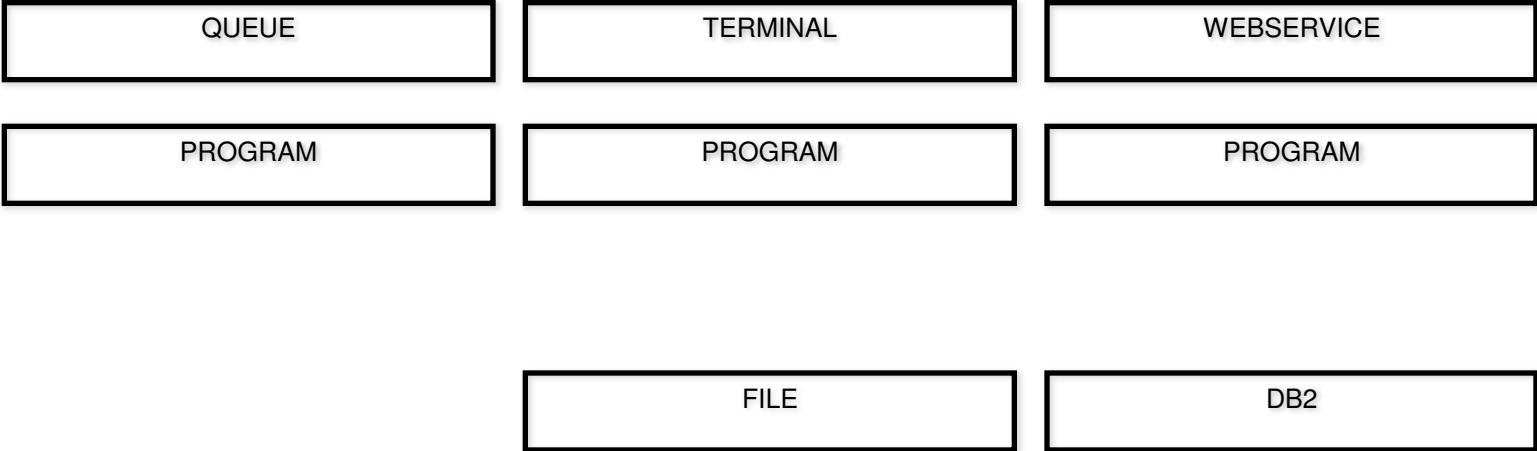 QUEUE
TERMINAL
WEBSERVICE
PROGRAM
PROGRAM
PROGRAM
FILE
DB2